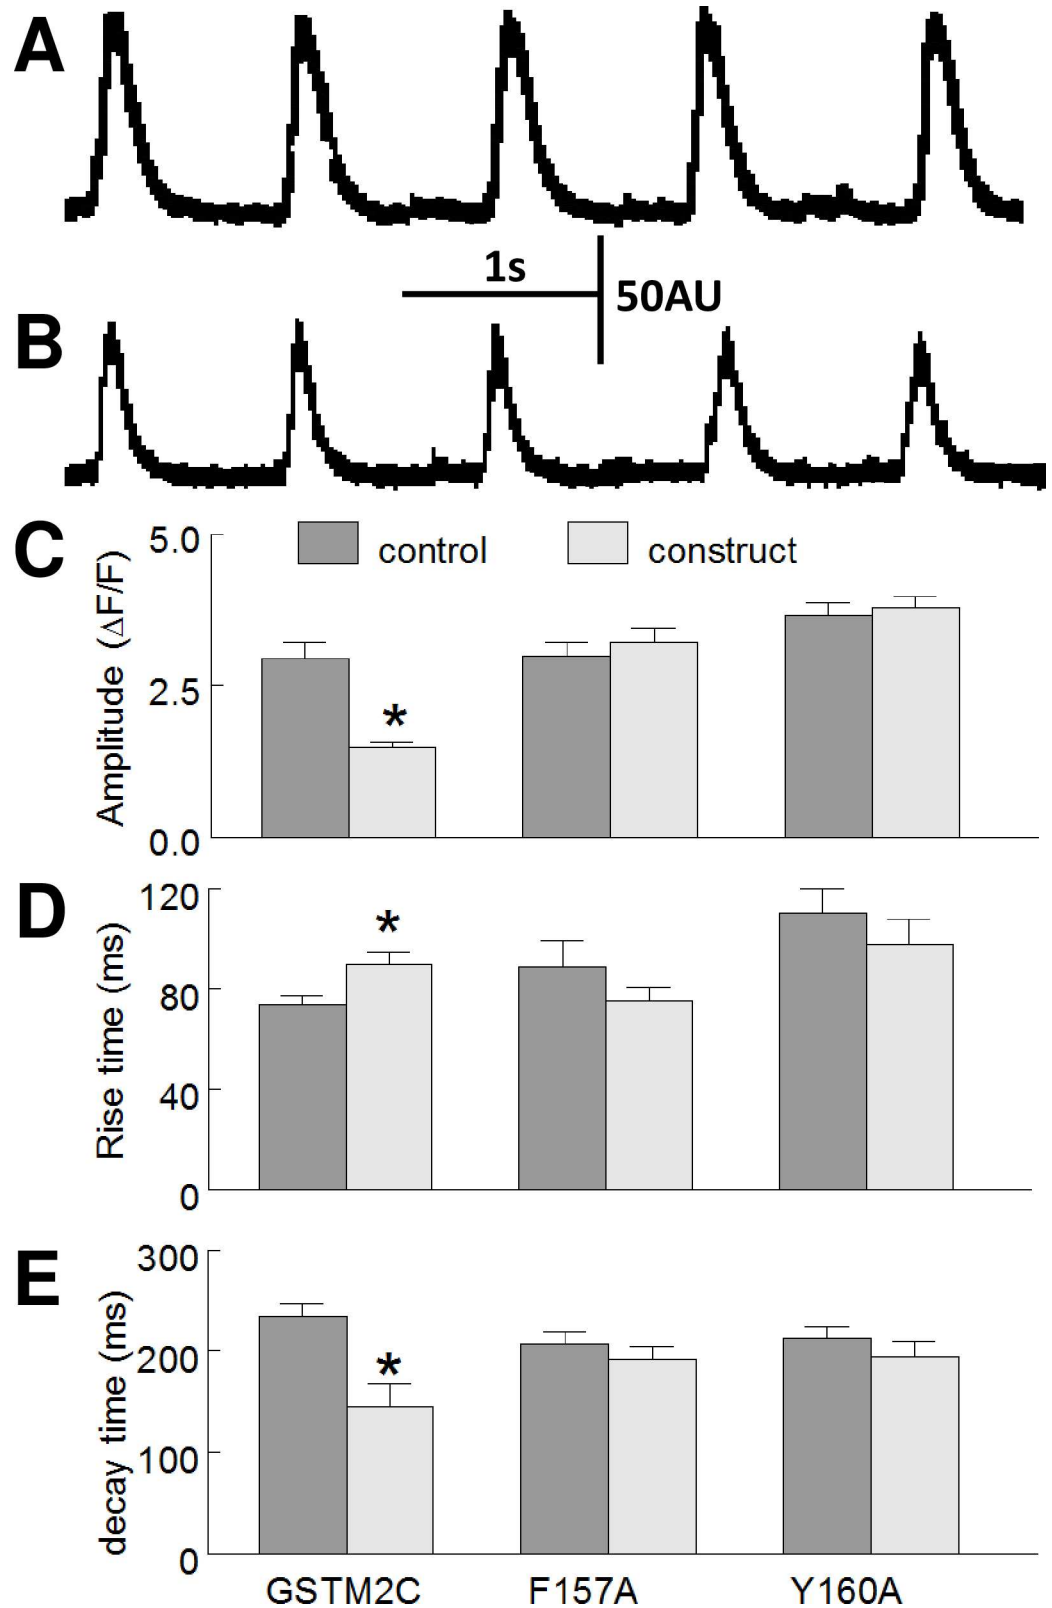 A
1s
50AU
B
C
5.0
control
construct
Amplitude (ΔF/F)
2.5
*
0.0
D
120
*
Rise time (ms)
80
40
0
E
300
decay time (ms)
200
*
100
0
GSTM2C F157A Y160A